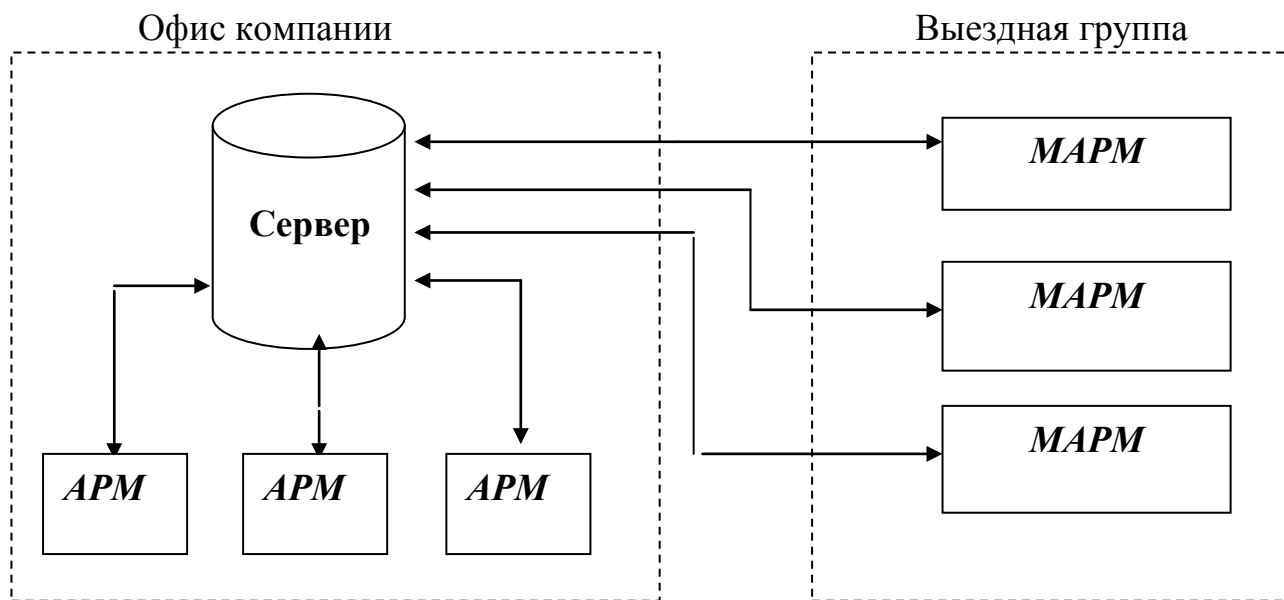 Офис компании
Выездная группа
МАРМ
Сервер
МАРМ
МАРМ
АРМ
АРМ
АРМ